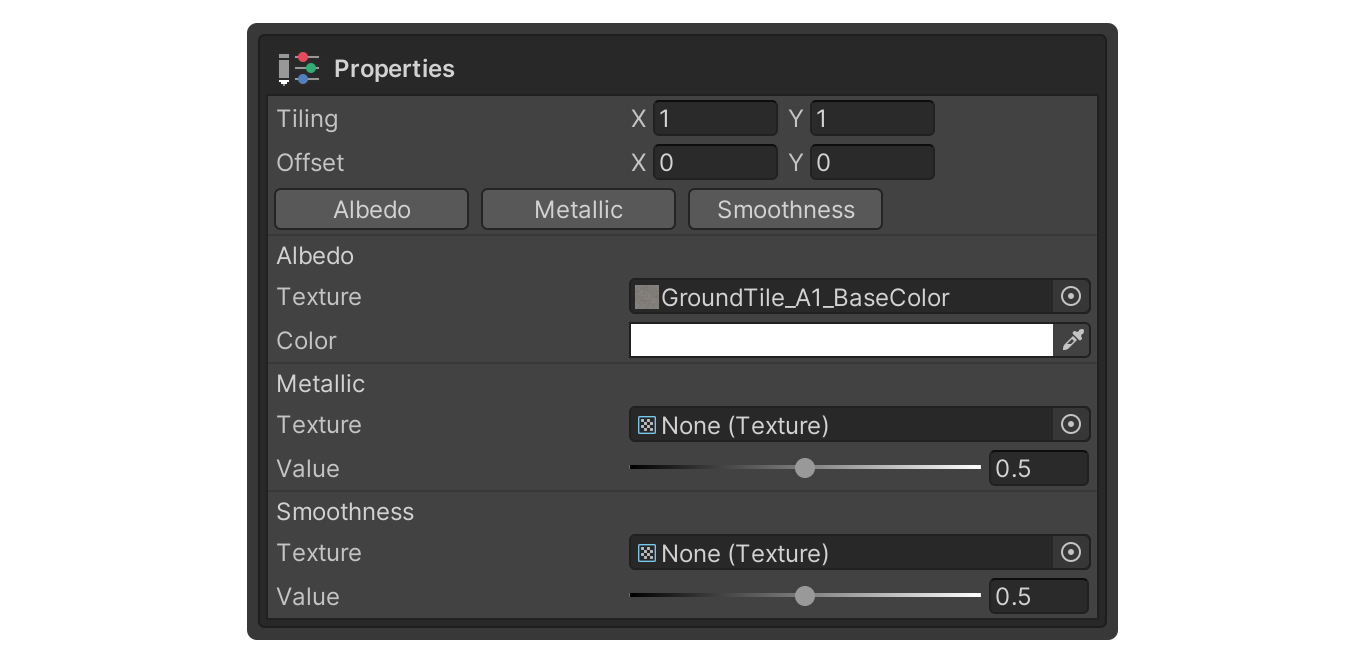 Properties
Tiling X 1 Y 1
Offset X 0 Y 0
Albedo Metallic Smoothness
Albedo
Texture GroundTile_A1_BaseColor
Color
Metallic
Texture None (Texture)
Value 0.5
Smoothness
Texture None (Texture)
Value 0.5